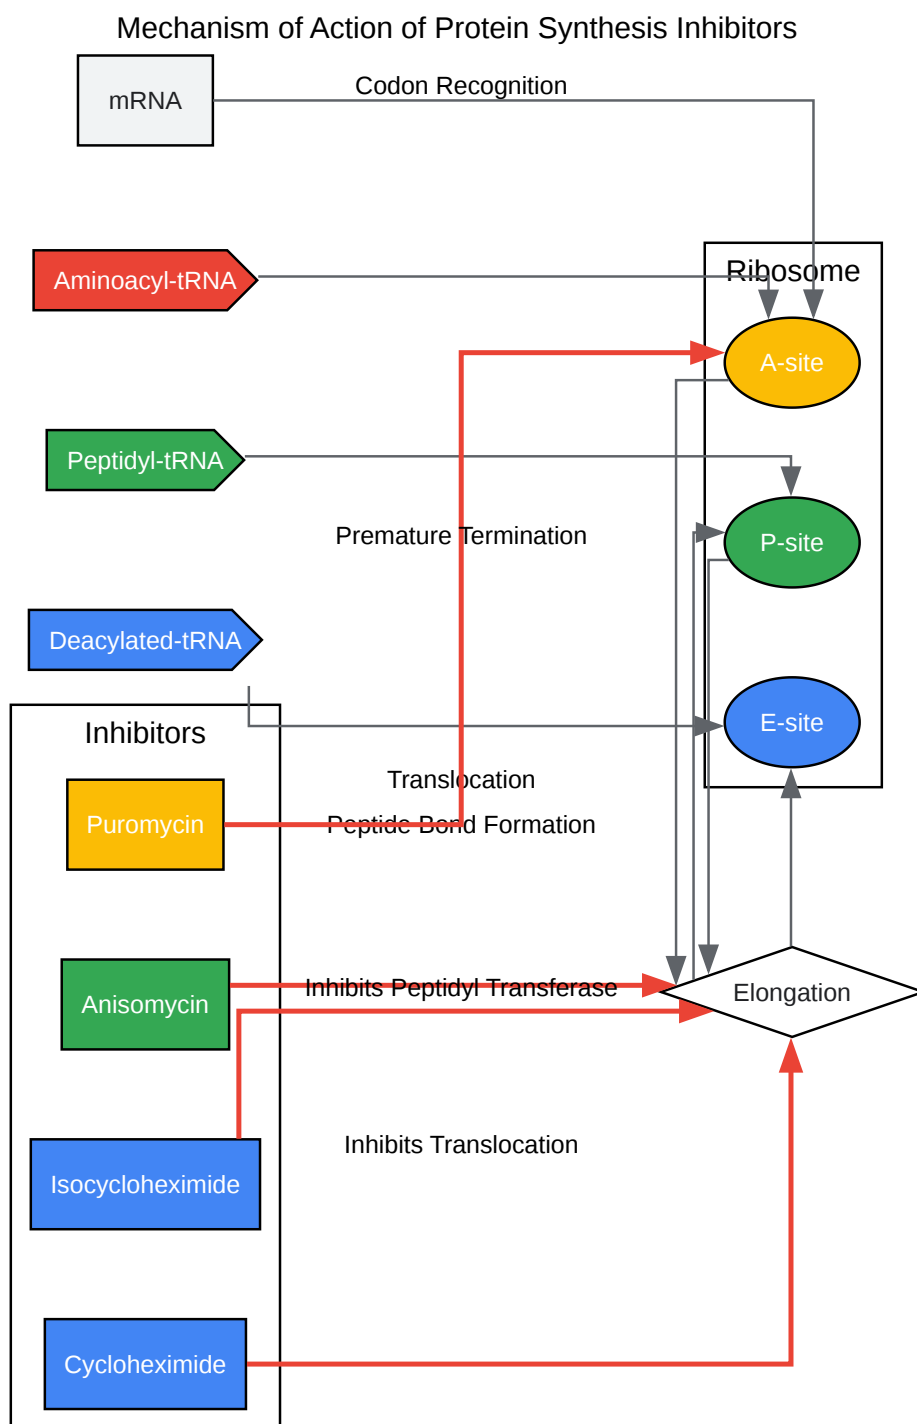 Mechanism of Action of Protein Synthesis Inhibitors
mRNA
Codon Recognition
Ribosome
Aminoacyl-tRNA
A-site
Peptidyl-tRNA
Premature Termination
P-site
Deacylated-tRNA
E-site
Inhibitors
Translocation
Puromycin
Peptide Bond Formation
Anisomycin
Inhibits Peptidyl Transferase
Elongation
Inhibits Translocation
Isocycloheximide
Cycloheximide